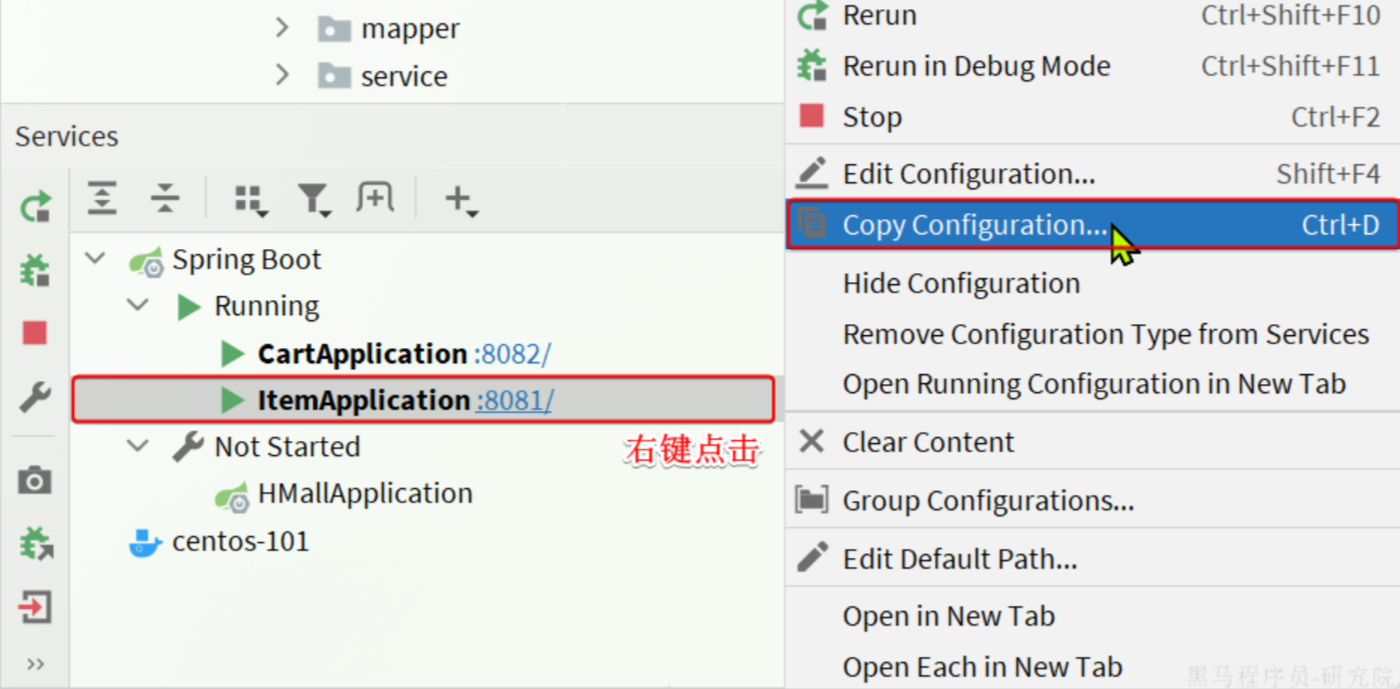 mapper
service
Services
Spring Boot
Running
CartApplication :8082/
ItemApplication :8081/
右键点击
Not Started
HMallApplication
centos-101
Rerun Ctrl+Shift+F10
Rerun in Debug Mode Ctrl+Shift+F11
Stop Ctrl+F2
Edit Configuration... Shift+F4
Copy Configuration... Ctrl+D
Hide Configuration
Remove Configuration Type from Services
Open Running Configuration in New Tab
Clear Content
Group Configurations...
Edit Default Path...
Open in New Tab
Open Each in New Tab
黑马程序员-研究院